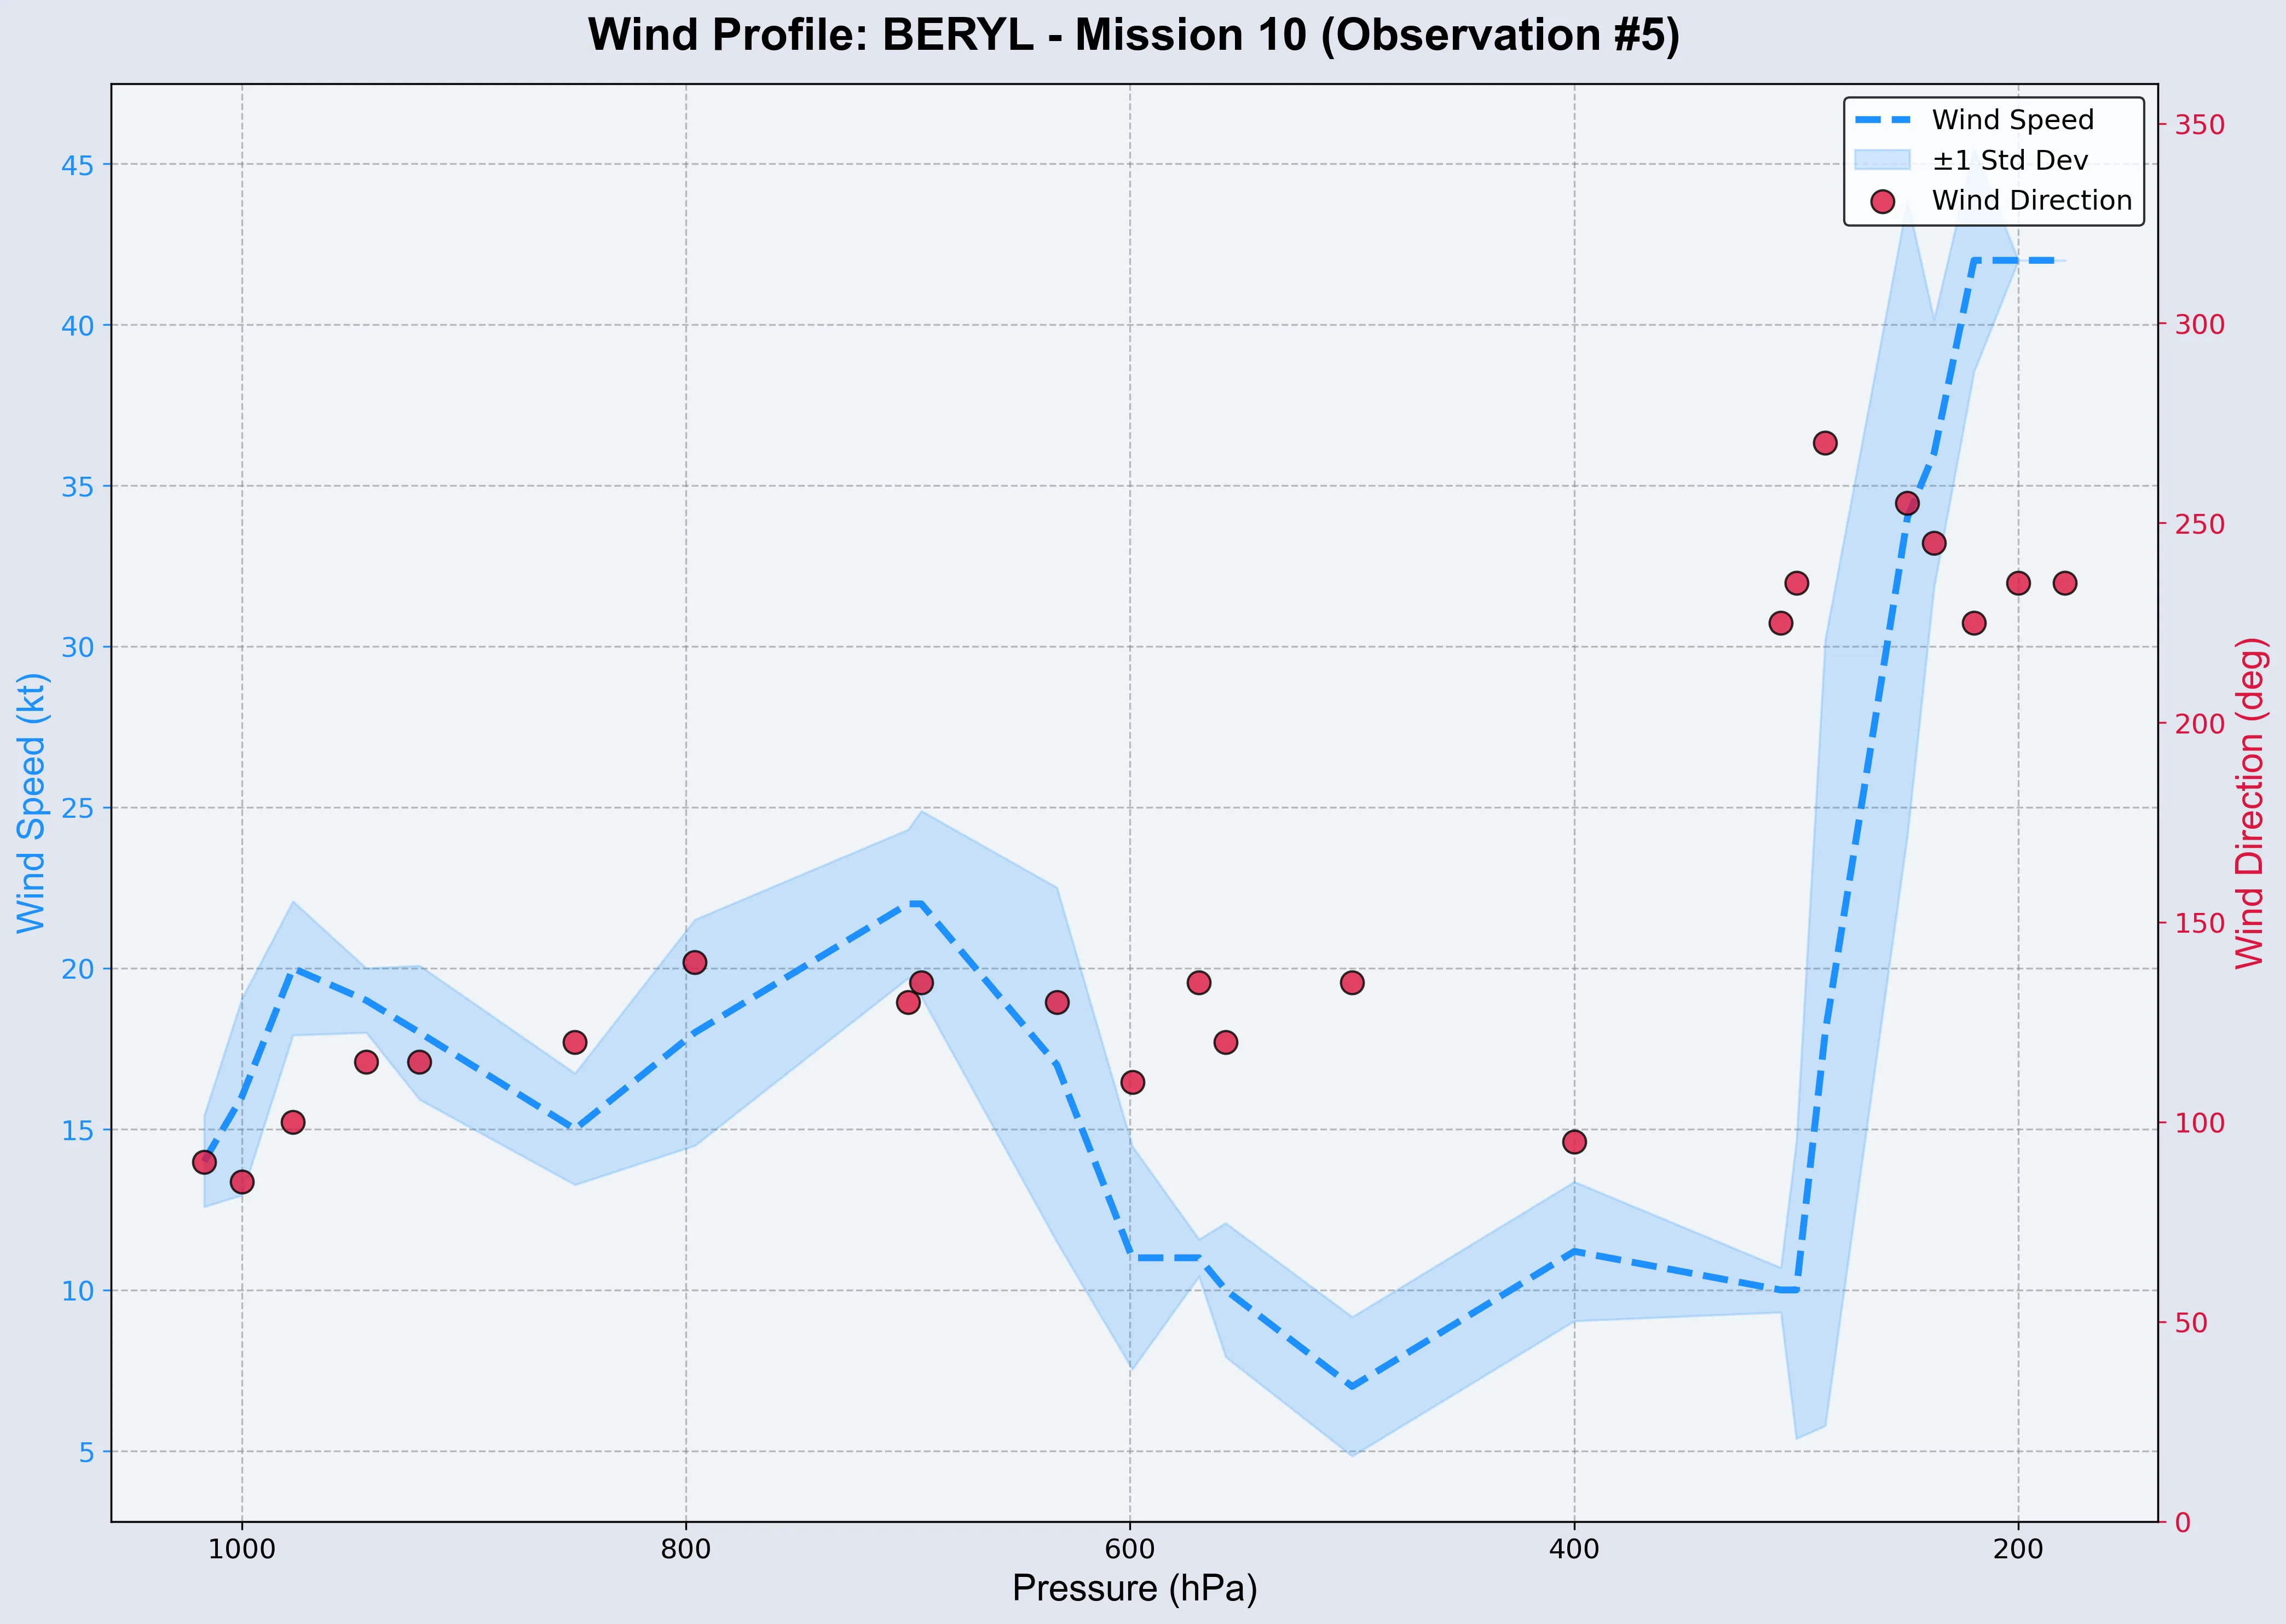 Wind Profile: BERYL - Mission 10 (Observation #5)
Wind Speed
±1 Std Dev
Wind Direction
45
40
35
30
25
20
15
10
5
Wind Speed (kt)
350
300
250
200
150
100
50
0
Wind Direction (deg)
1000 800 600 400 200
Pressure (hPa)